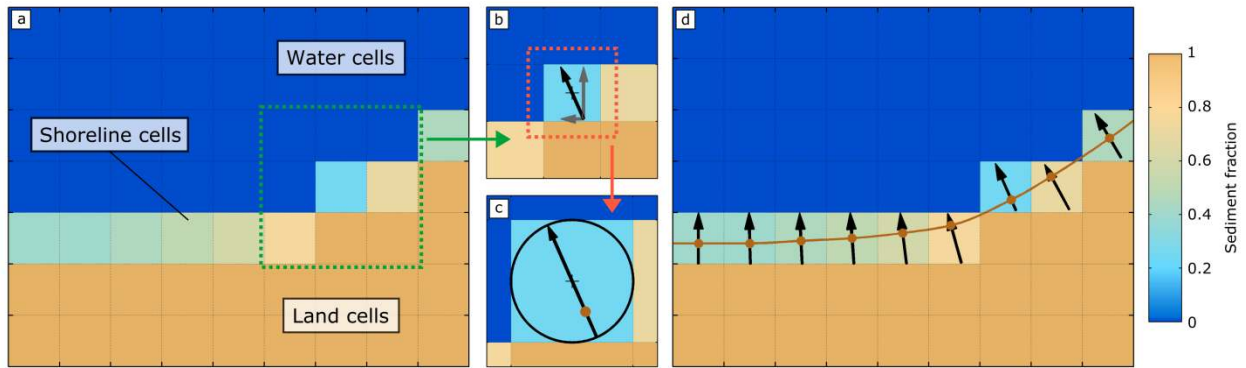 a
Water cells
Shoreline cells
Land cells
b
c
d
1
0.8
0.6
0.4
0.2
0
Sediment fraction